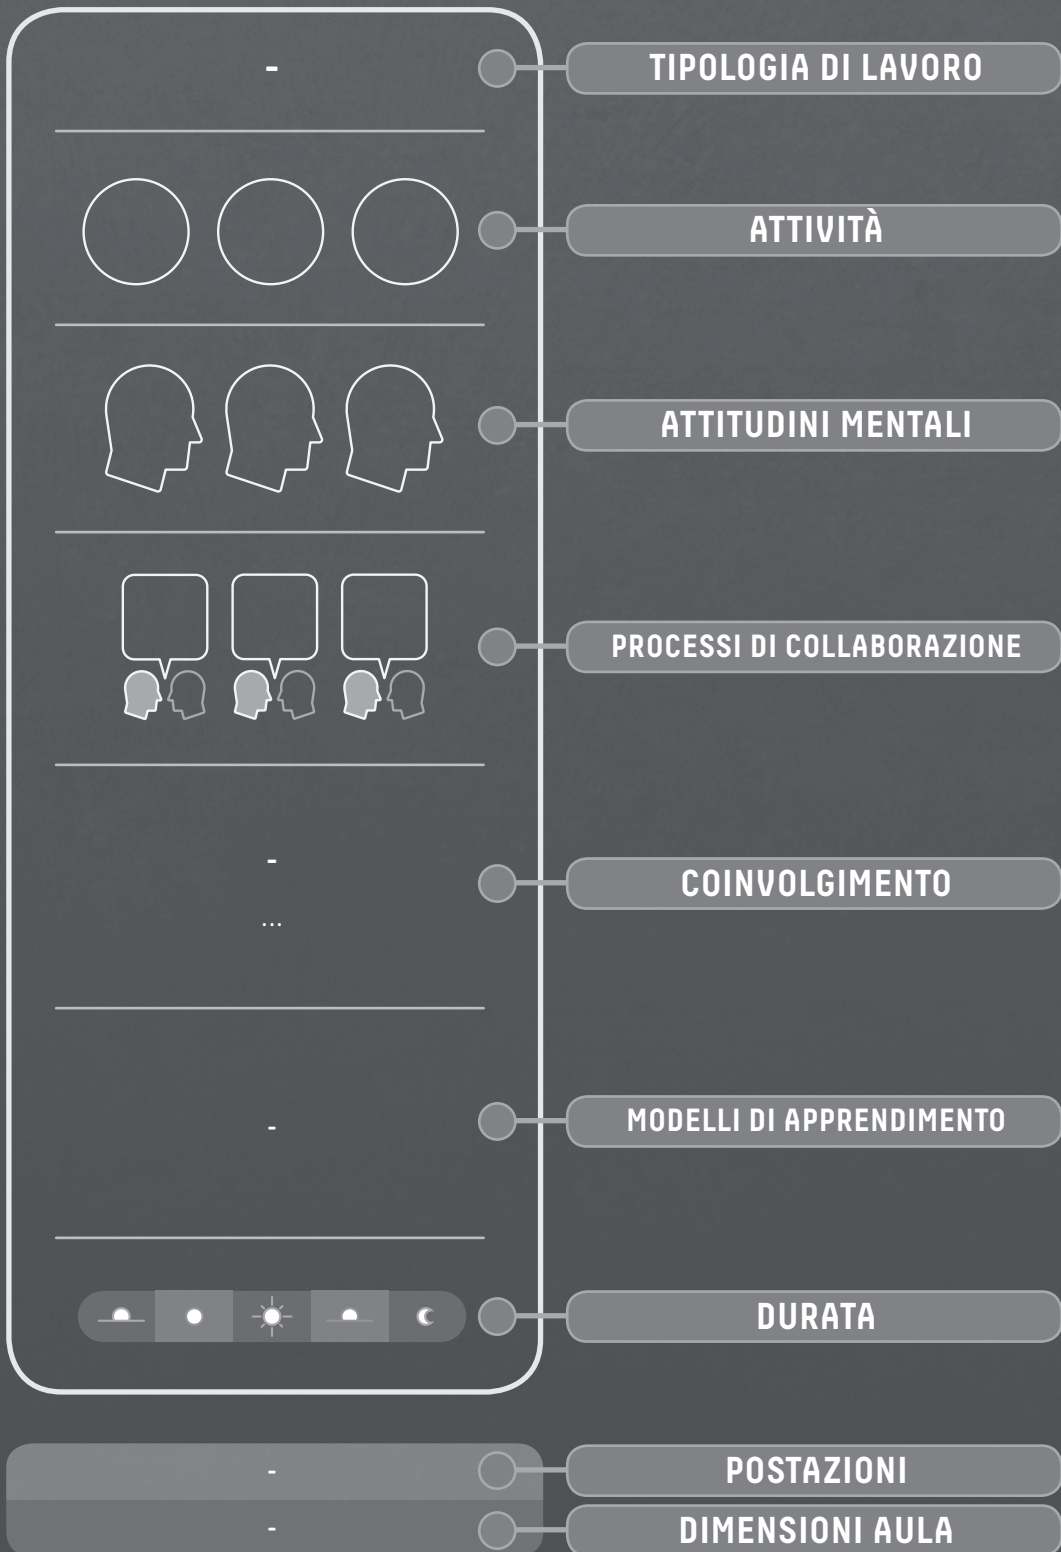 -
TIPOLOGIA DI LAVORO
ATTIVITÀ
ATTITUDINI MENTALI
PROCESSI DI COLLABORAZIONE
-
...
COINVOLGIMENTO
-
MODELLI DI APPRENDIMENTO
DURATA
-
POSTAZIONI
-
DIMENSIONI AULA